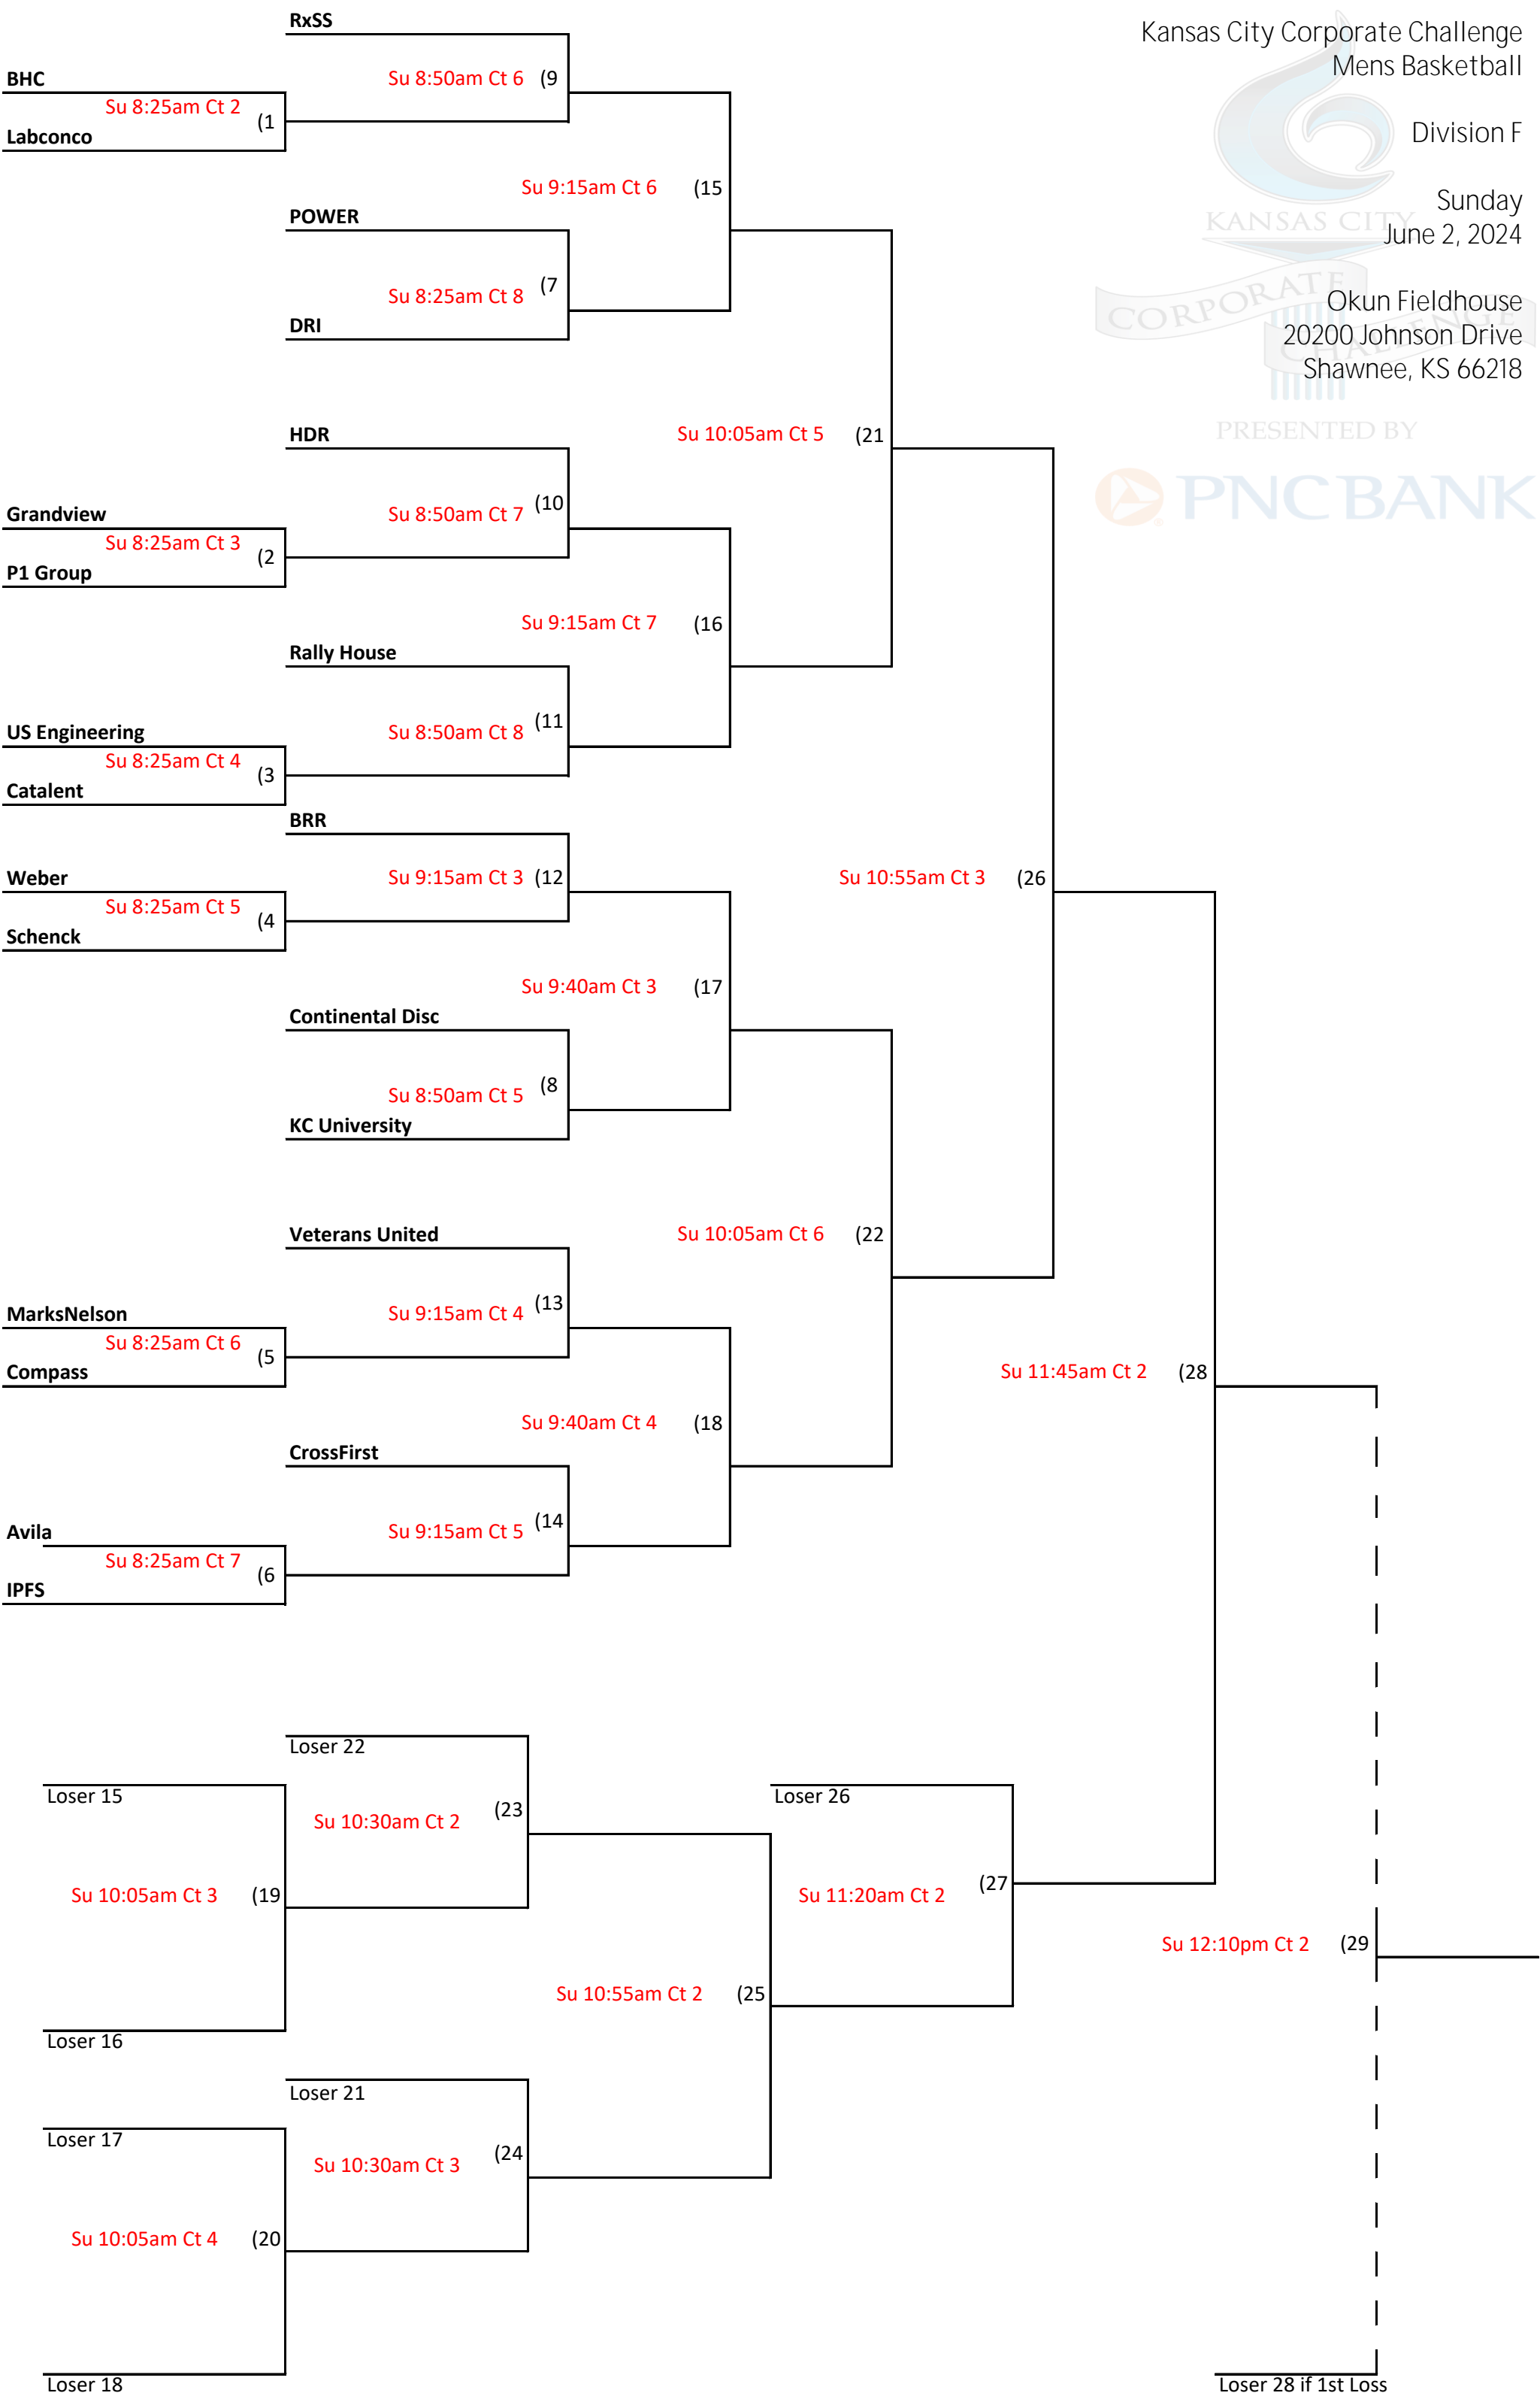 Kansas City Corporate Challenge
Mens Basketball
Division F
Sunday
June 2, 2024
Okun Fieldhouse
20200 Johnson Drive
Shawnee, KS 66218
KANSAS CITY
CORPORATE
CHALLENGE
PRESENTED BY
PNC BANK
RxSS
BHC
Su 8:50am Ct 6 (9
Su 8:25am Ct 2 (1
Labconco
Su 9:15am Ct 6 (15
POWER
Su 8:25am Ct 8 (7
DRI
HDR
Su 10:05am Ct 5 (21
Grandview
Su 8:50am Ct 7 (10
Su 8:25am Ct 3 (2
P1 Group
Su 9:15am Ct 7 (16
Rally House
US Engineering
Su 8:50am Ct 8 (11
Su 8:25am Ct 4 (3
Catalent
BRR
Weber
Su 9:15am Ct 3 (12
Su 10:55am Ct 3 (26
Su 8:25am Ct 5 (4
Schenck
Su 9:40am Ct 3 (17
Continental Disc
Su 8:50am Ct 5 (8
KC University
Veterans United
Su 10:05am Ct 6 (22
MarksNelson
Su 9:15am Ct 4 (13
Su 8:25am Ct 6 (5
Compass
Su 11:45am Ct 2 (28
Su 9:40am Ct 4 (18
CrossFirst
Avila
Su 9:15am Ct 5 (14
Su 8:25am Ct 7 (6
IPFS
Loser 22
Loser 15
Loser 26
Su 10:30am Ct 2 (23
Su 10:05am Ct 3 (19
Su 11:20am Ct 2 (27
Su 12:10pm Ct 2 (29
Su 10:55am Ct 2 (25
Loser 16
Loser 21
Loser 17
Su 10:30am Ct 3 (24
Su 10:05am Ct 4 (20
Loser 18
Loser 28 if 1st Loss